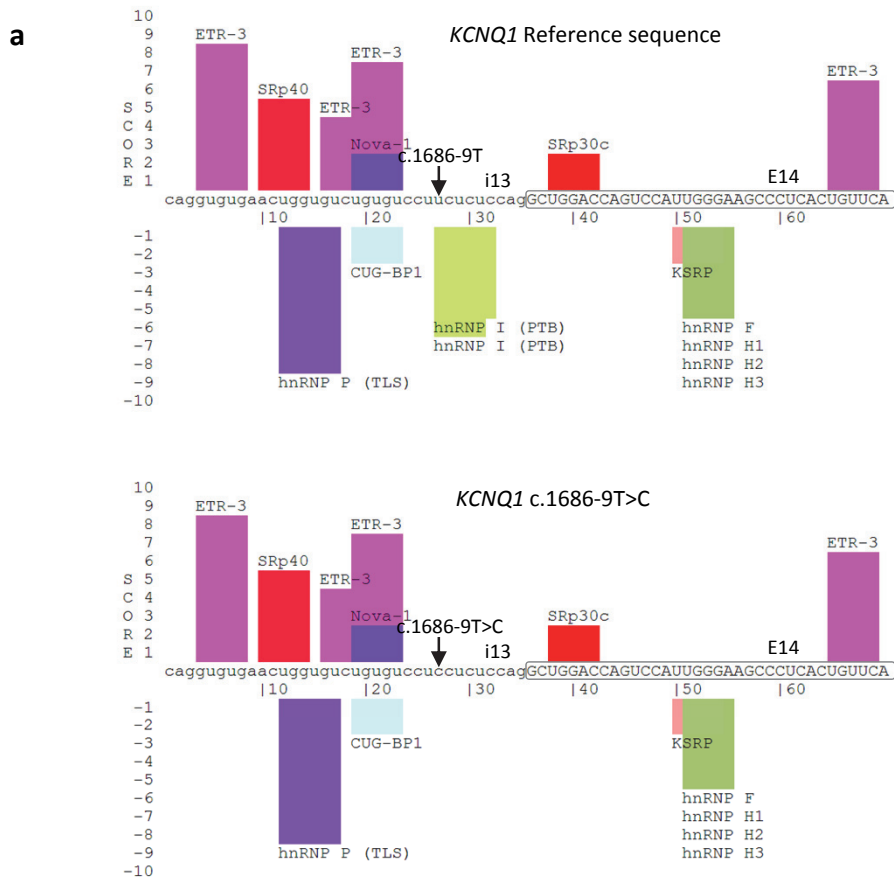 a
KCNQ1 Reference sequence
10
9 ETR-3
8 ETR-3
7 ETR-3
6 SRp40
S 5 ETR-3
C 4
O 3 Nova-1 SRp30c
c.1686-9T
R 2
E 1 i13 E14
caggugugaacuggugucuguguccuucucuccagGCUGGACCAGUCCAUUGGGAAGCCCUCACUGUUCA
|10 |20 |30 |40 |50 |60
-1
-2
-3 CUG-BP1 KSRP
-4
-5
-6 hnRNP I (PTB) hnRNP F
-7 hnRNP I (PTB) hnRNP H1
-8 hnRNP H2
-9 hnRNP P (TLS) hnRNP H3
-10
KCNQ1 c.1686-9T>C
10
9 ETR-3
8 ETR-3
7 ETR-3
6 SRp40
S 5 ETR-3
C 4
O 3 Nova-1 SRp30c
c.1686-9T>C
R 2
E 1 i13 E14
caggugugaacuggugucuguguccuccucuccagGCUGGACCAGUCCAUUGGGAAGCCCUCACUGUUCA
|10 |20 |30 |40 |50 |60
-1
-2
-3 CUG-BP1 KSRP
-4
-5
-6 hnRNP F
-7 hnRNP H1
-8 hnRNP H2
-9 hnRNP P (TLS) hnRNP H3
-10